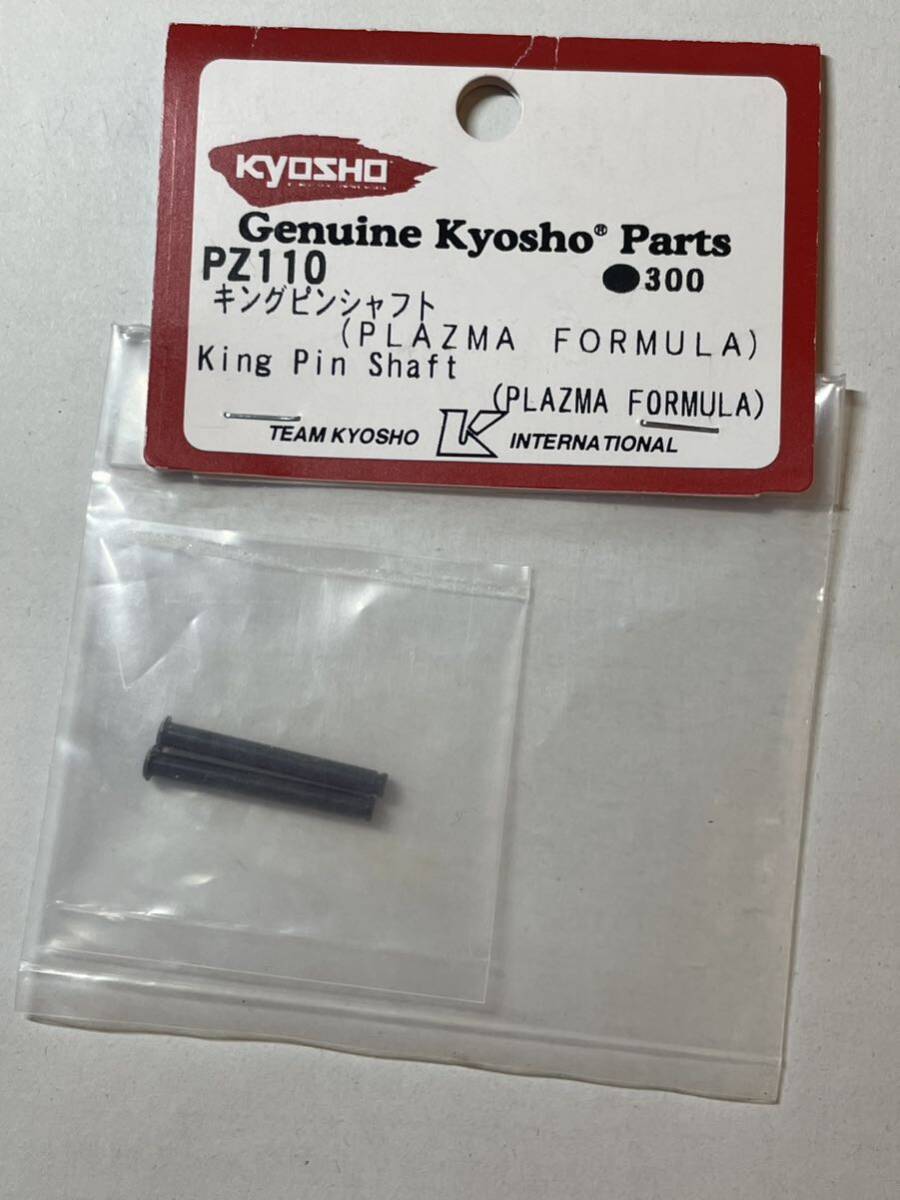 KYOSHO
Genuine Kyosho® Parts
PZ110 ●300
キングピンシャフト
(PLAZMA FORMULA)
King Pin Shaft
(PLAZMA FORMULA)
TEAM KYOSHO K INTERNATIONAL